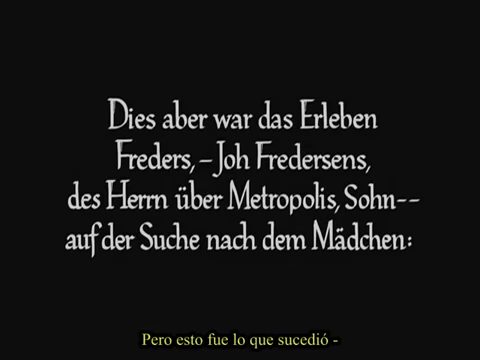 Dies aber war das Erleben
Freders, – Joh Fredersens,
des Herrn über Metropolis, Sohn--
auf der Suche nach dem Mädchen:
Pero esto fue lo que sucedió -